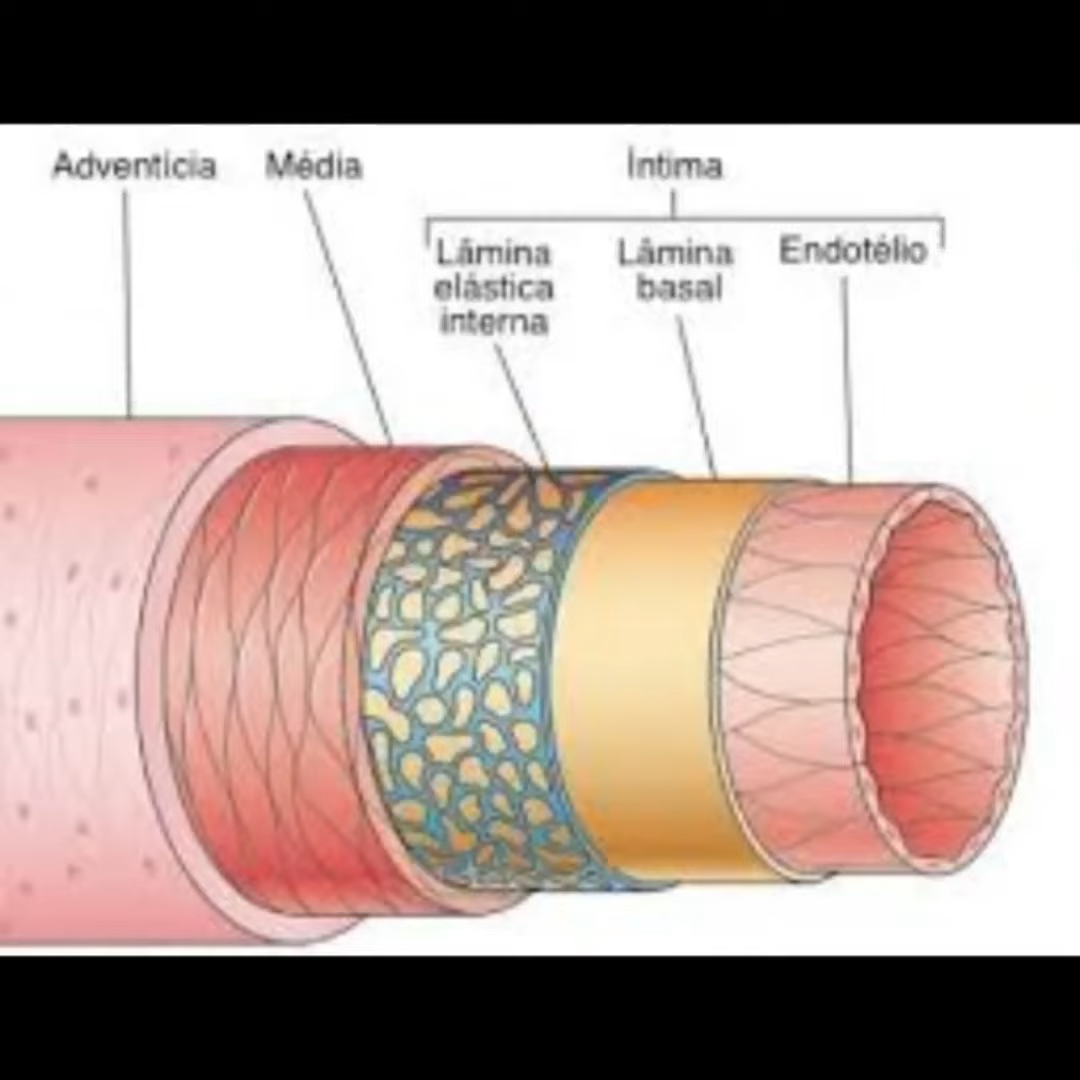 Adventícia
Média
Íntima
Lâmina
elástica
interna
Lâmina
basal
Endotélio